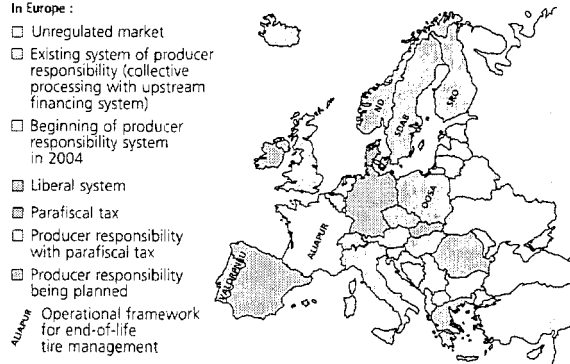 In Europe :
Unregulated market
Existing system of producer
responsibility (collective
processing with upstream
financing system)
Beginning of producer
responsibility system
in 2004
Liberal system
Parafiscal tax
Producer responsibility
with parafiscal tax
Producer responsibility
being planned
ALIAPUR
Operational framework
for end-of-life
tire management
ND
SDAB
SRO
OOSA
ALIAPUR